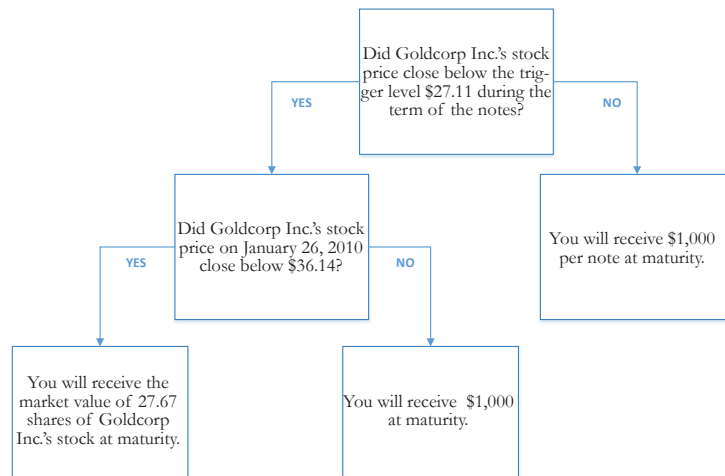 Did Goldcorp Inc.'s stock
price close below the trig-
ger level $27.11 during the
term of the notes?
YES
NO
Did Goldcorp Inc.'s stock
price on January 26, 2010
close below $36.14?
You will receive $1,000
per note at maturity.
YES
NO
You will receive the
market value of 27.67
shares of Goldcorp
Inc.'s stock at maturity.
You will receive $1,000
at maturity.